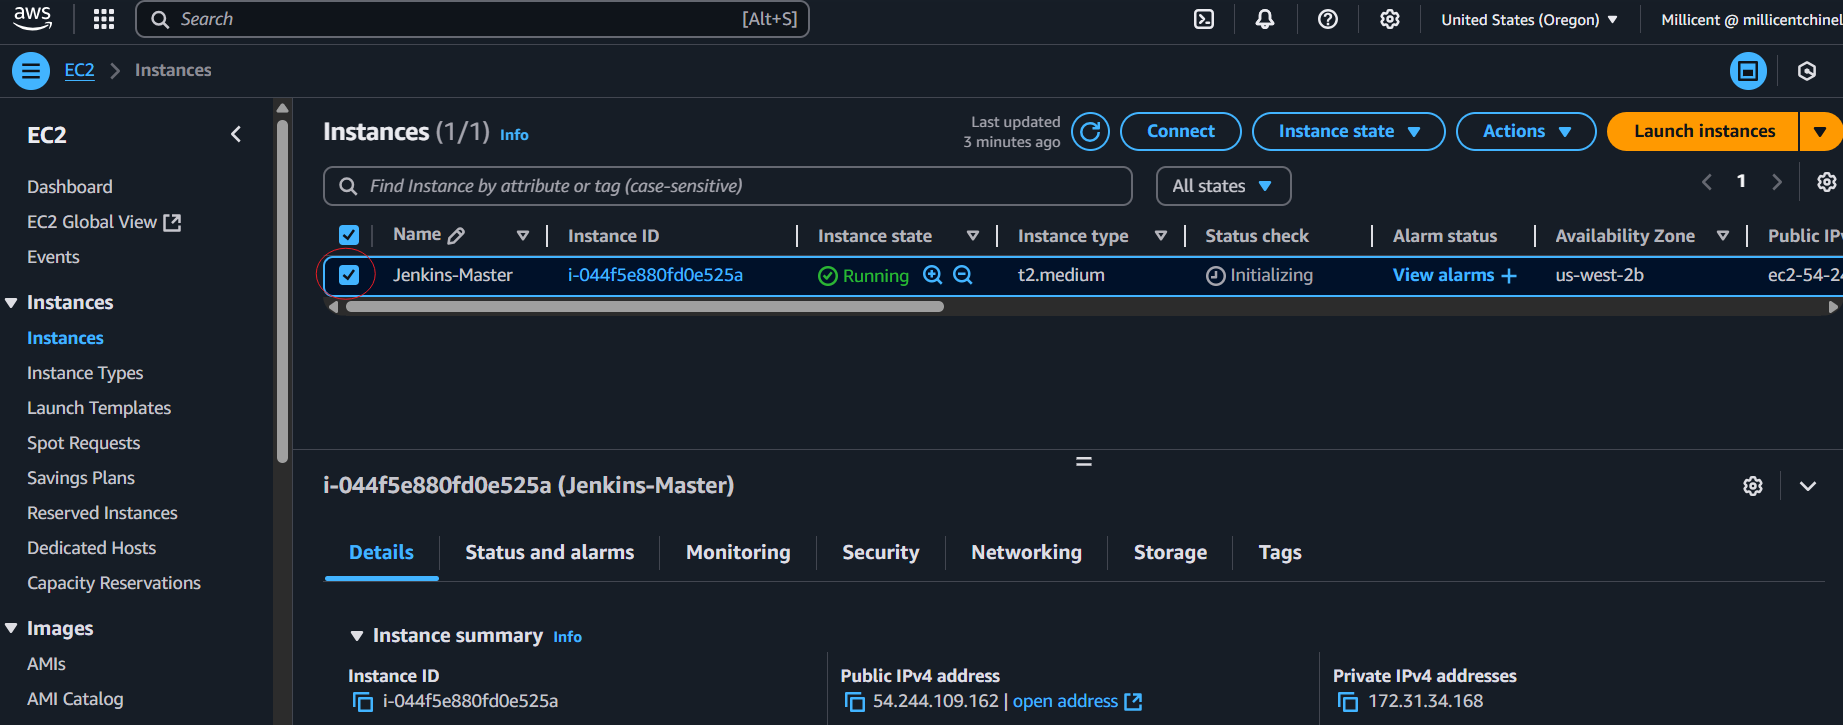 aws
Search [Alt+S]
United States (Oregon)
Millicent @ millicentchinel
EC2 Instances
EC2
Dashboard
EC2 Global View
Events
Instances
Instances
Instance Types
Launch Templates
Spot Requests
Savings Plans
Reserved Instances
Dedicated Hosts
Capacity Reservations
Images
AMIs
AMI Catalog
Instances (1/1) Info
Last updated
3 minutes ago
Connect
Instance state
Actions
Launch instances
Find Instance by attribute or tag (case-sensitive)
All states
1
Name Instance ID Instance state Instance type Status check Alarm status Availability Zone Public IPv
Jenkins-Master i-044f5e880fd0e525a Running t2.medium Initializing View alarms + us-west-2b ec2-54-24
i-044f5e880fd0e525a (Jenkins-Master)
Details Status and alarms Monitoring Security Networking Storage Tags
Instance summary Info
Instance ID
i-044f5e880fd0e525a
Public IPv4 address
54.244.109.162 | open address
Private IPv4 addresses
172.31.34.168